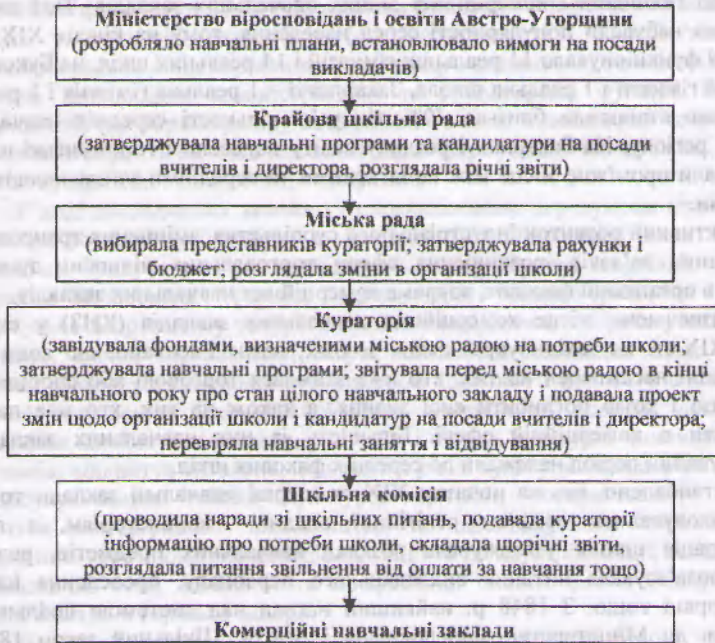 Міністерство віросповідань і освіти Австро-Угорщини
(розробляло навчальні плани, встановлювало вимоги на посади
викладачів)
Крайова шкільна рада
(затверджувала навчальні програми та кандидатури на посади
вчителів і директора, розглядала річні звіти)
Міська рада
(вибирала представників кураторії; затверджувала рахунки і
бюджет; розглядала зміни в організації школи)
Кураторія
(завідувала фондами, визначеними міською радою на потреби школи;
затверджувала навчальні програми; звітувала перед міською радою в кінці
навчального року про стан цілого навчального закладу і подавала проект
змін щодо організації школи і кандидатур на посади вчителів і директора;
перевіряла навчальні заняття і відвідування)
Шкільна комісія
(проводила наради зі шкільних питань, подавала кураторії
інформацію про потреби школи, складала щорічні звіти,
розглядала питання звільнення від оплати за навчання тощо)
Комерційні навчальні заклади